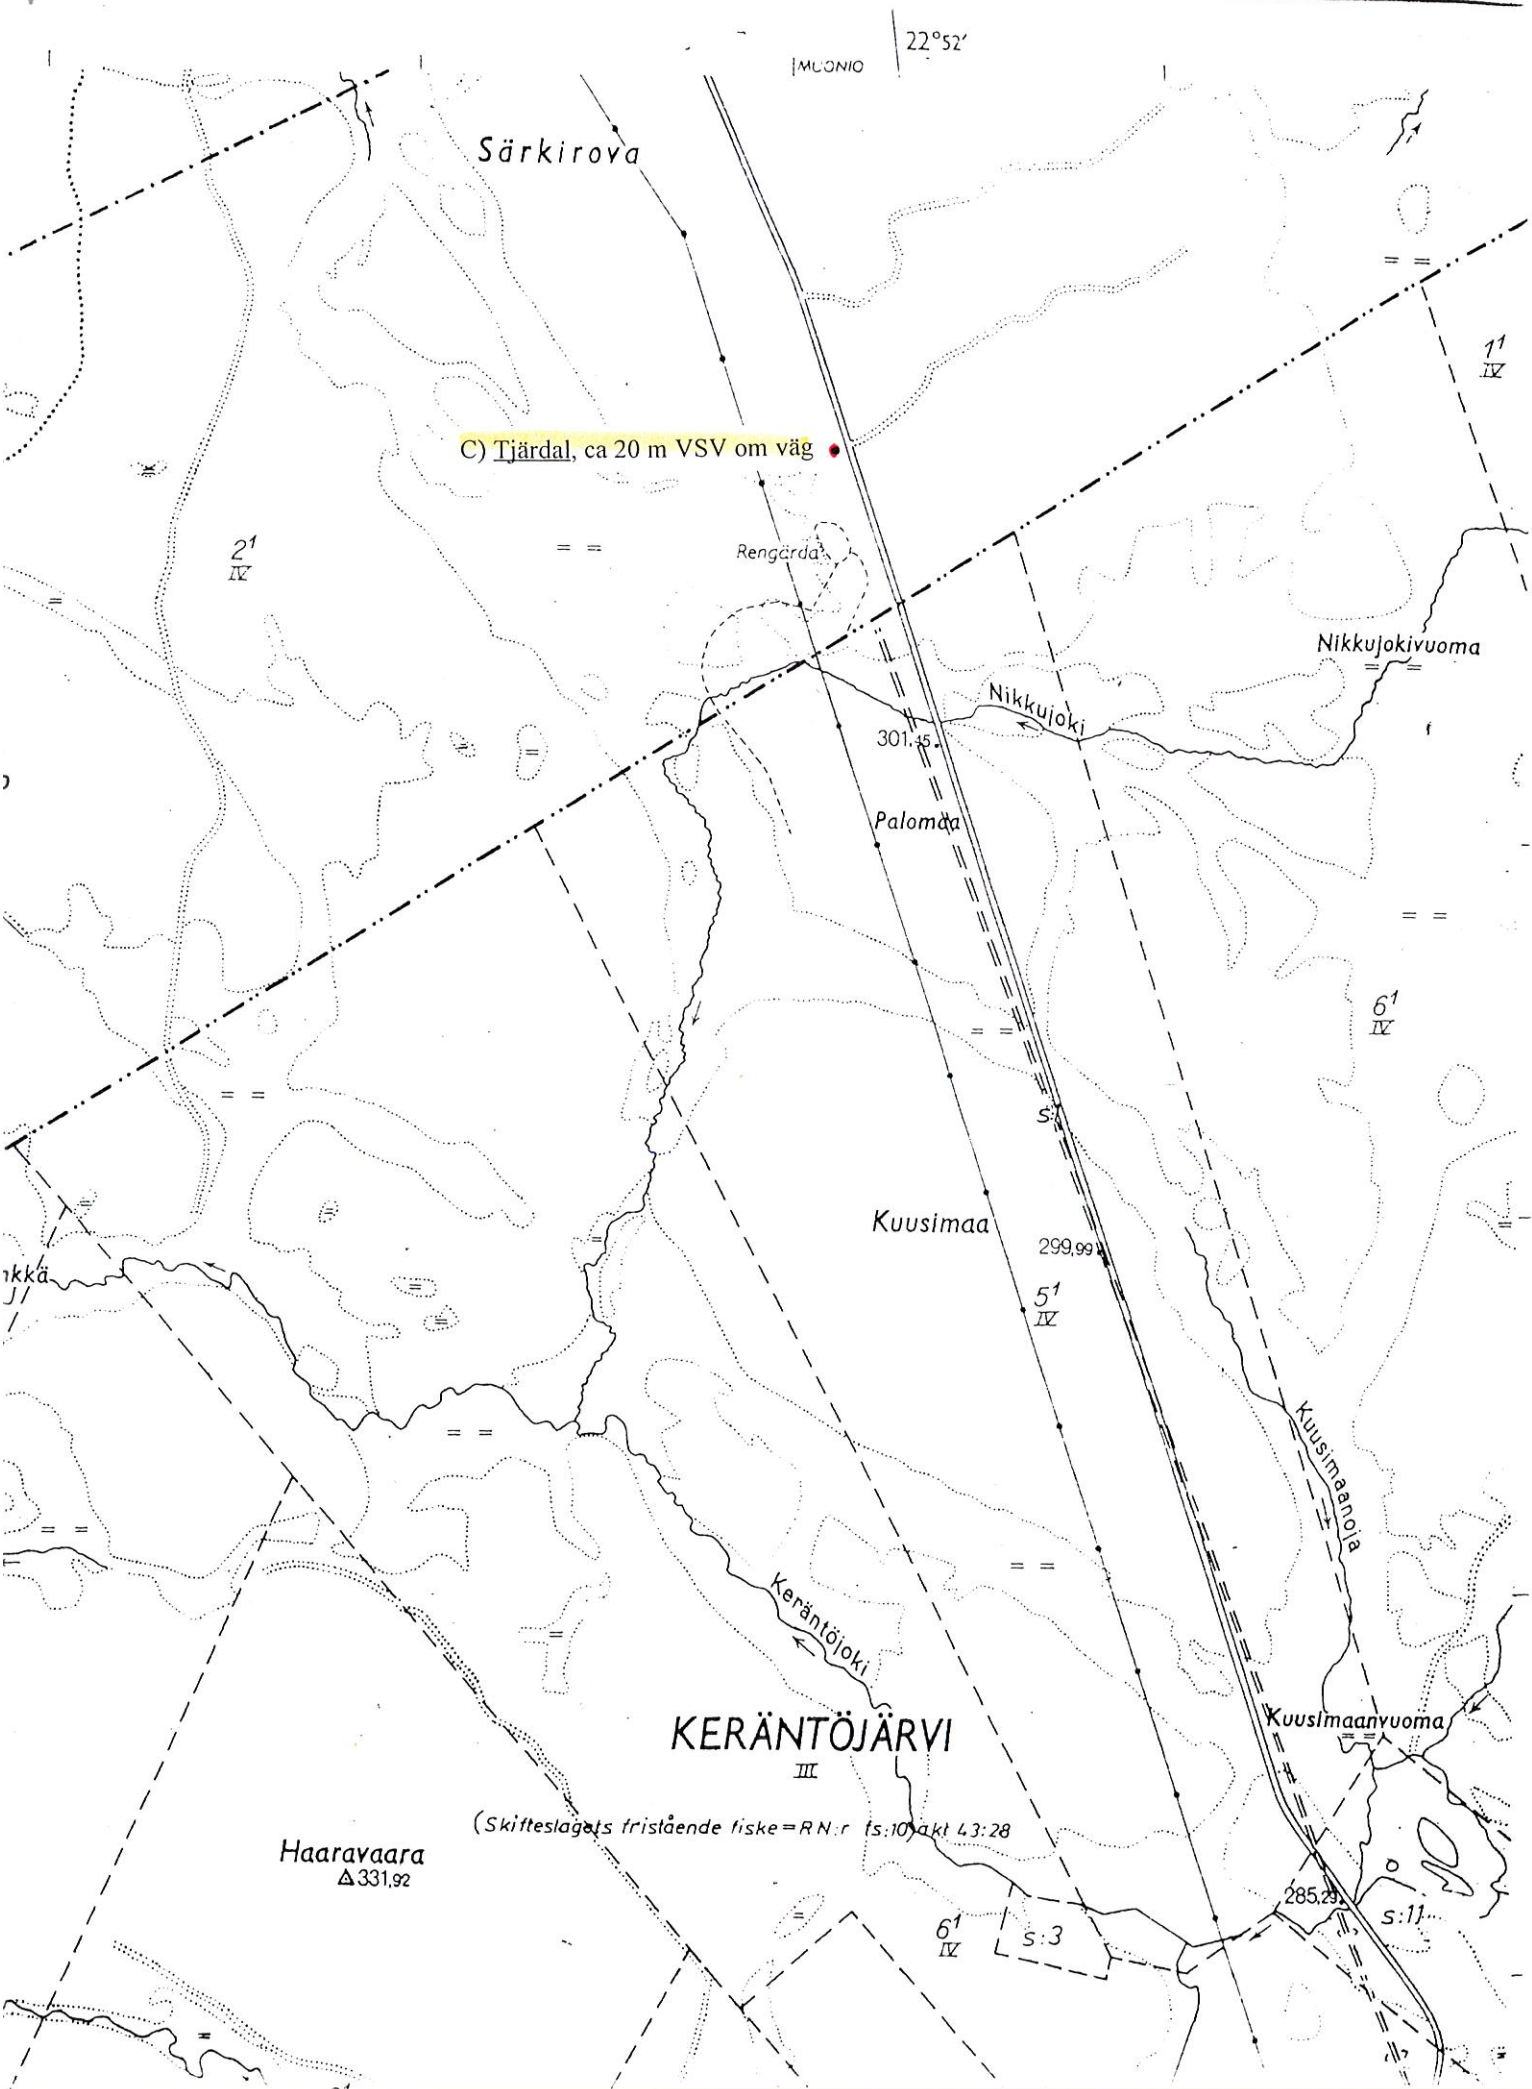 22°52'
MUONIO
Särkirova
1¹
IV
C) Tjärdal, ca 20 m VSV om väg
2¹
IV
Rengärda
Nikkujokivuoma
Nikkujoki
301,45
Palomaa
6¹
IV
s
Kuusimaa
299,99
nkkä
5¹
IV
Kuusimaanoja
Keräntöjoki
KERÄNTÖJÄRVI
III
Kuusimaanvuoma
(Skifteslagets fristående fiske=RN:r fs:10) akt 43:28
Haaravaara
331,92
285,29
s:11
6¹
IV
s:3